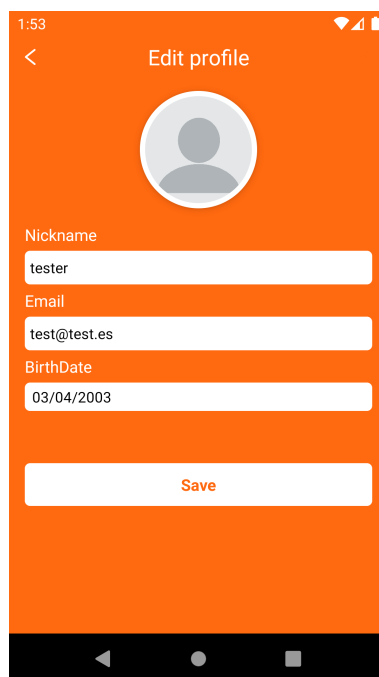 1:53
Edit profile
Nickname
tester
Email
test@test.es
BirthDate
03/04/2003
Save